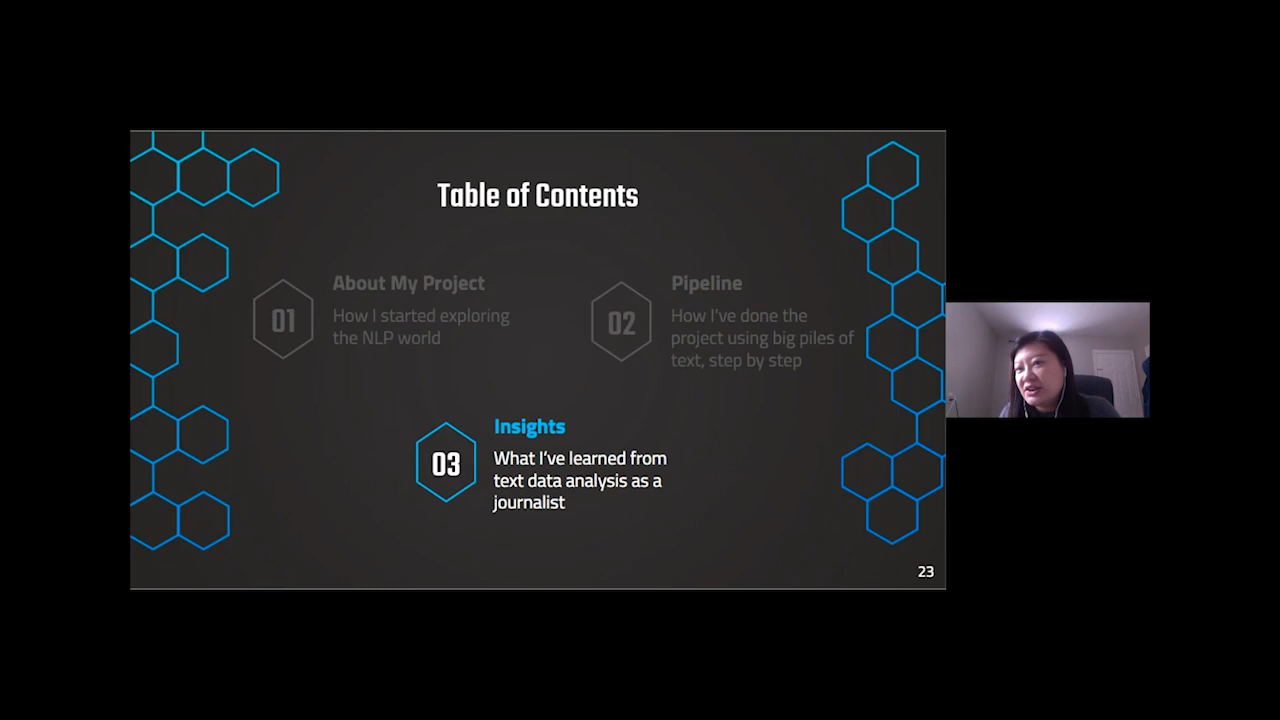 Table of Contents
01
About My Project
How I started exploring
the NLP world
02
Pipeline
How I've done the
project using big piles of
text, step by step
03
Insights
What I’ve learned from
text data analysis as a
journalist
23